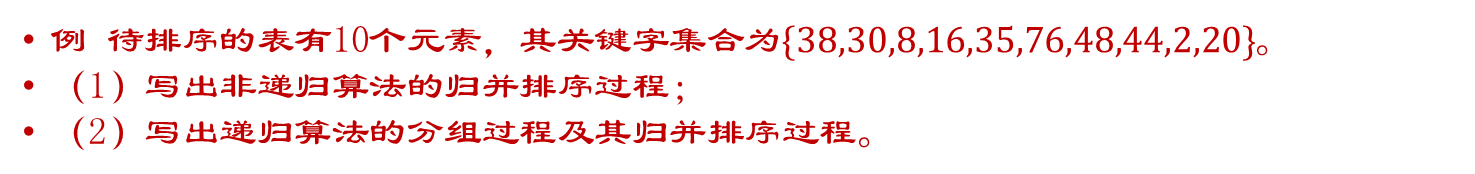 • 例 待排序的表有10个元素，其关键字集合为{38,30,8,16,35,76,48,44,2,20}。
• （1）写出非递归算法的归并排序过程；
• （2）写出递归算法的分组过程及其归并排序过程。